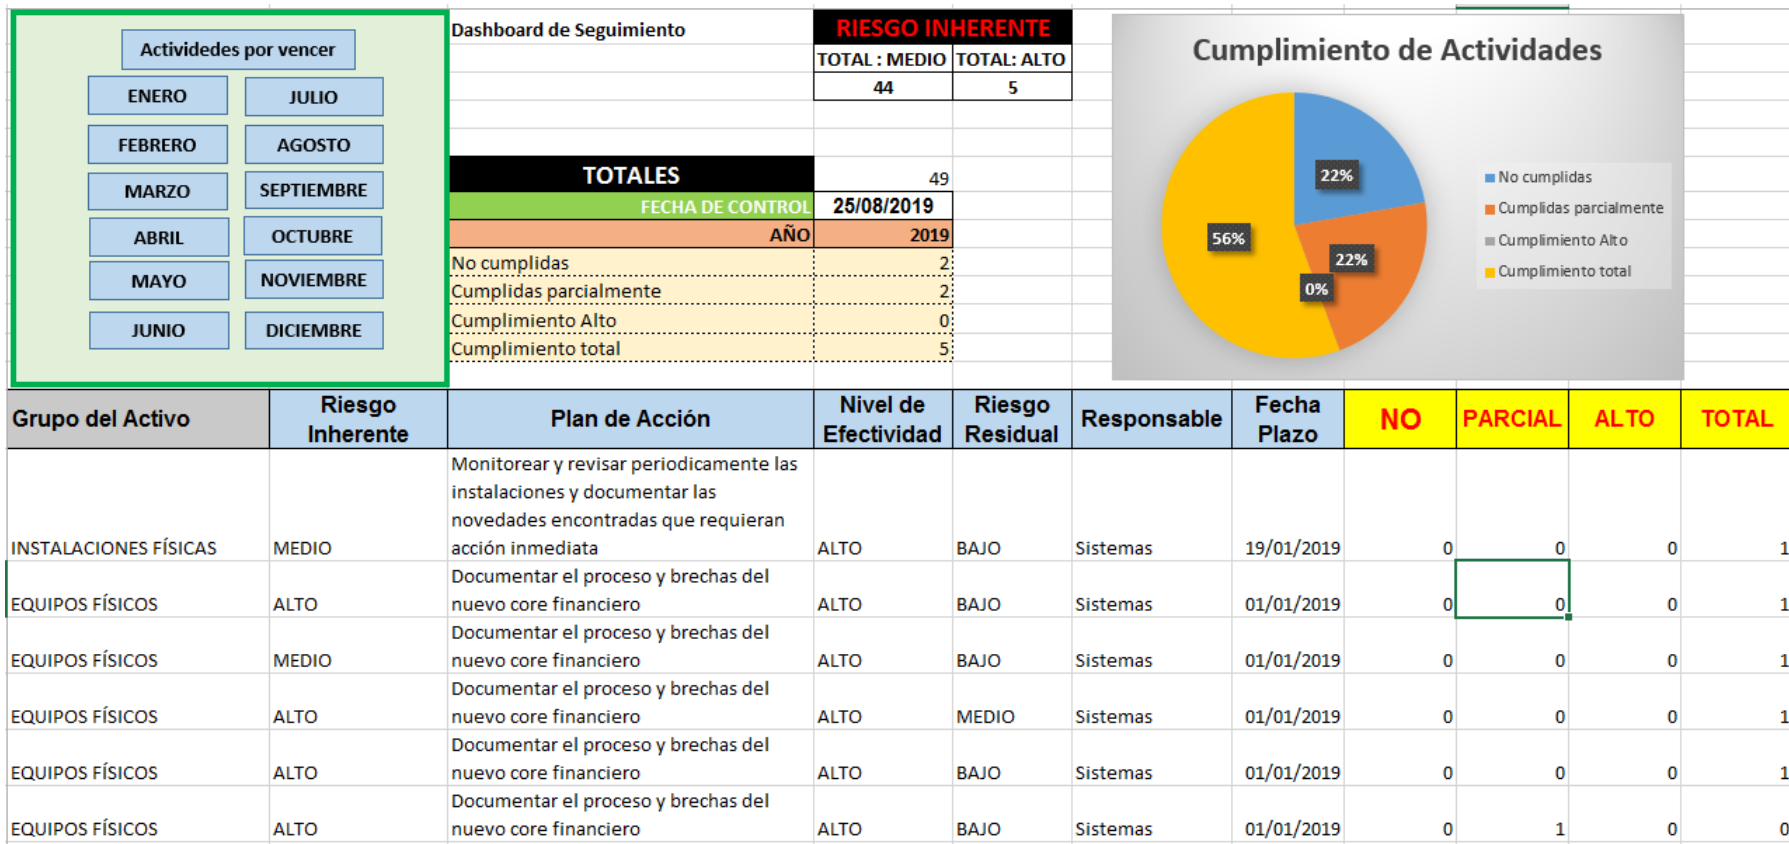 Actividedes por vencer
ENERO
JULIO
FEBRERO
AGOSTO
MARZO
SEPTIEMBRE
ABRIL
OCTUBRE
MAYO
NOVIEMBRE
JUNIO
DICIEMBRE
Dashboard de Seguimiento
RIESGO INHERENTE
TOTAL : MEDIO TOTAL: ALTO
44 5
TOTALES 49
FECHA DE CONTROL 25/08/2019
AÑO 2019
No cumplidas 2
Cumplidas parcialmente 2
Cumplimiento Alto 0
Cumplimiento total 5
Cumplimiento de Actividades
22%
56%
22%
0%
No cumplidas
Cumplidas parcialmente
Cumplimiento Alto
Cumplimiento total
Grupo del Activo
Riesgo
Inherente
Plan de Acción
Nivel de
Efectividad
Riesgo
Residual
Responsable
Fecha
Plazo
NO
PARCIAL
ALTO
TOTAL
Monitorear y revisar periodicamente las
instalaciones y documentar las
novedades encontradas que requieran
INSTALACIONES FÍSICAS MEDIO acción inmediata ALTO BAJO Sistemas 19/01/2019 0 0 0 1
Documentar el proceso y brechas del
EQUIPOS FÍSICOS ALTO nuevo core financiero ALTO BAJO Sistemas 01/01/2019 0 0 0 1
Documentar el proceso y brechas del
EQUIPOS FÍSICOS MEDIO nuevo core financiero ALTO BAJO Sistemas 01/01/2019 0 0 0 1
Documentar el proceso y brechas del
EQUIPOS FÍSICOS ALTO nuevo core financiero ALTO MEDIO Sistemas 01/01/2019 0 0 0 1
Documentar el proceso y brechas del
EQUIPOS FÍSICOS ALTO nuevo core financiero ALTO BAJO Sistemas 01/01/2019 0 0 0 1
Documentar el proceso y brechas del
EQUIPOS FÍSICOS ALTO nuevo core financiero ALTO BAJO Sistemas 01/01/2019 0 1 0 0